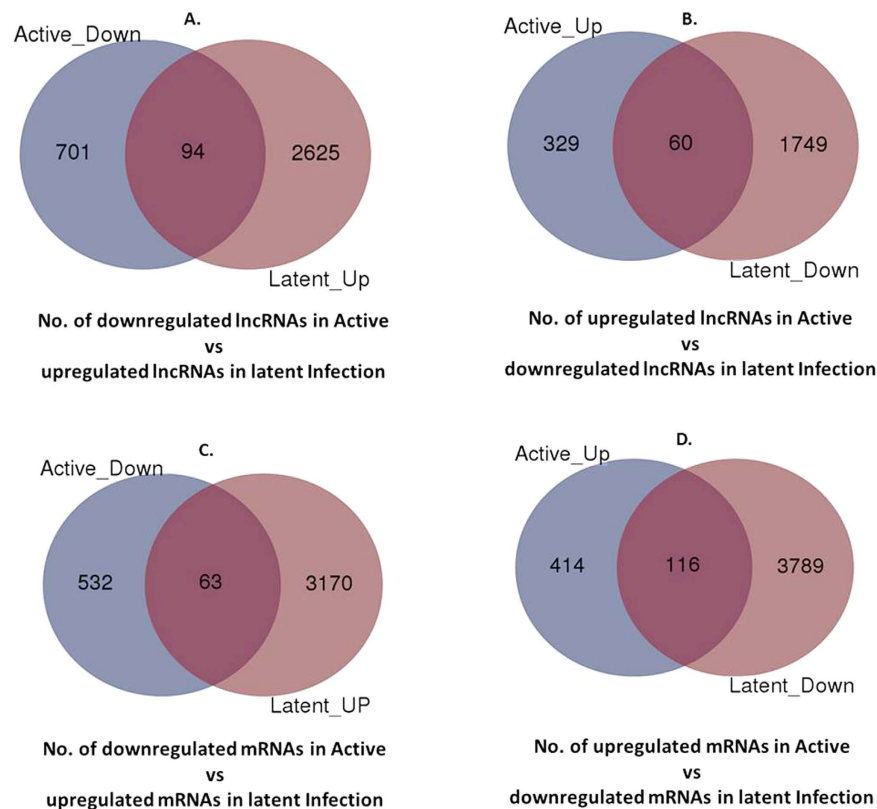 A.
Active_Down
701
94
2625
Latent_Up
No. of downregulated lncRNAs in Active
vs
upregulated lncRNAs in latent Infection
B.
Active_Up
329
60
1749
Latent_Down
No. of upregulated lncRNAs in Active
vs
downregulated lncRNAs in latent Infection
C.
Active_Down
532
63
3170
Latent_UP
No. of downregulated mRNAs in Active
vs
upregulated mRNAs in latent Infection
D.
Active_Up
414
116
3789
Latent_Down
No. of upregulated mRNAs in Active
vs
downregulated mRNAs in latent Infection